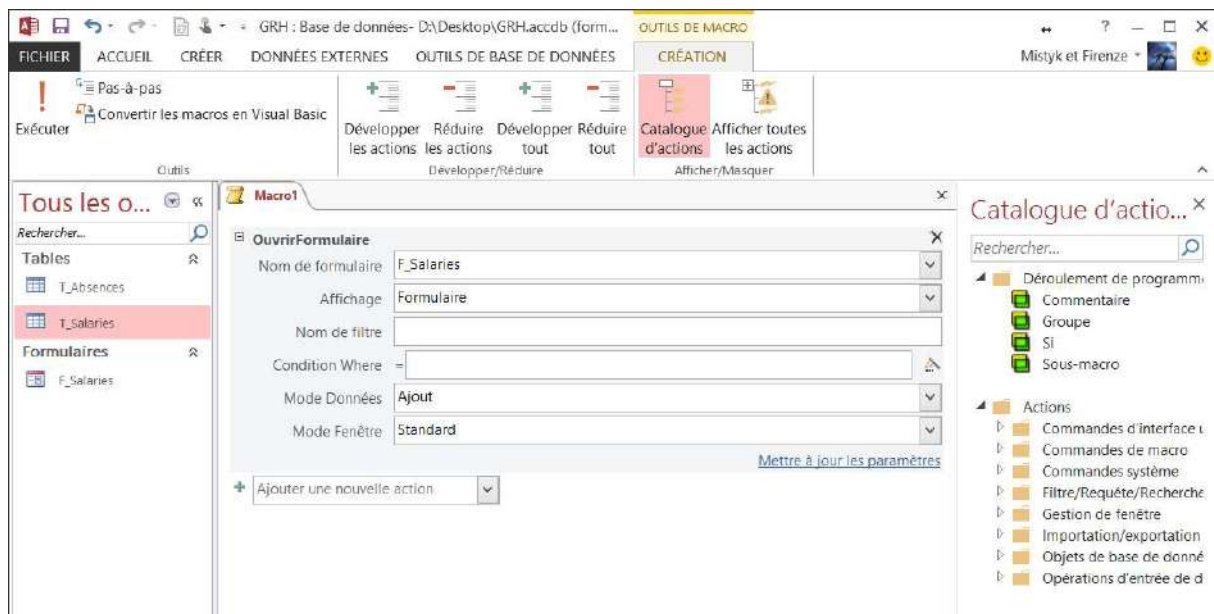 GRH : Base de données- D:\Desktop\GRH.accdb (form... OUTILS DE MACRO
FICHIER ACCUEIL CRÉER DONNÉES EXTERNES OUTILS DE BASE DE DONNÉES CRÉATION Mistyk et Firenze
Pas-à-pas
Convertir les macros en Visual Basic
Exécuter
Développer les actions
Réduire les actions
Développer tout
Réduire tout
Catalogue d'actions
Afficher toutes les actions
Outils Développer/Réduire Afficher/Masquer
Tous les o...
Rechercher...
Tables
T_Absences
T_Salaries
Formulaires
F_Salaries
Macro1
OuvrirFormulaire
Nom de formulaire F_Salaries
Affichage Formulaire
Nom de filtre
Condition Where =
Mode Données Ajout
Mode Fenêtre Standard
Mettre à jour les paramètres
Ajouter une nouvelle action
Catalogue d'actio...
Rechercher...
Déroulement de programm
Commentaire
Groupe
Si
Sous-macro
Actions
Commandes d'interface u
Commandes de macro
Commandes système
Filtre/Requête/Recherche
Gestion de fenêtre
Importation/exportation
Objets de base de donné
Opérations d'entrée de d